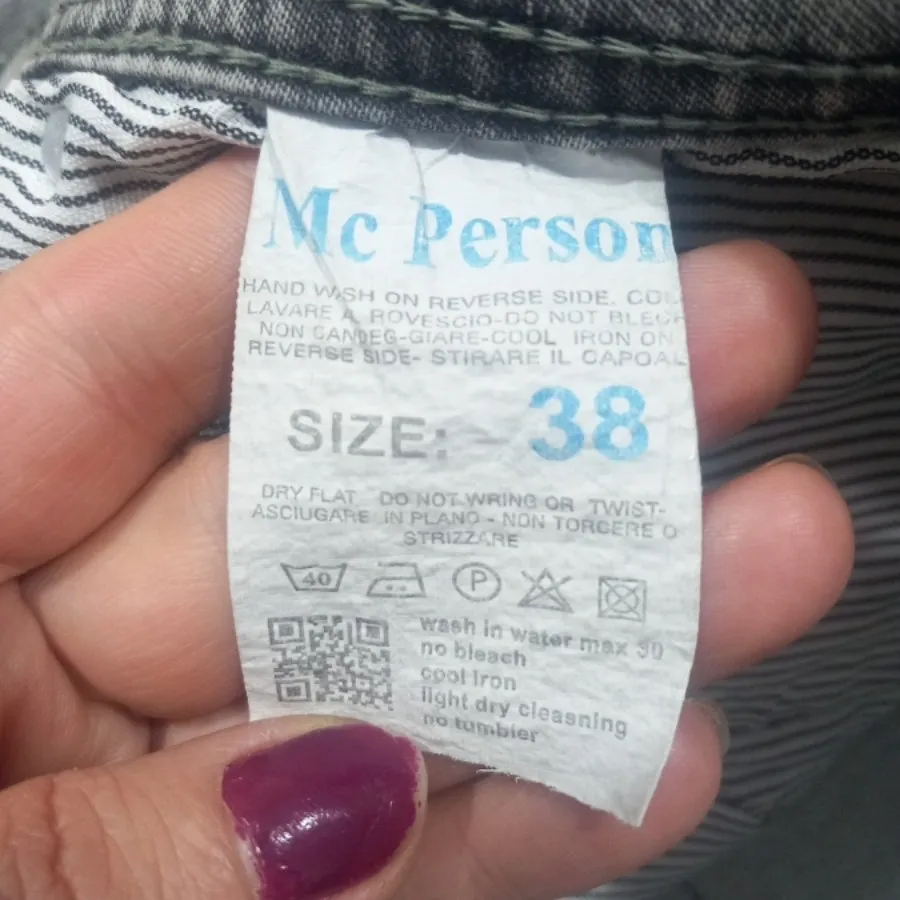 Mc Person
HAND WASH ON REVERSE SIDE. COL
LAVARE A ROVESCIO-DO NOT BLEC
NON CANDEG-GIARE-COOL IRON ON
REVERSE SIDE- STIRARE IL CAPOAL
SIZE: - 38
DRY FLAT DO NOT WRING OR TWIST-
ASCIUGARE IN PLANO - NON TORCERE O
STRIZZARE
40 P
wash in water max 30
no bleach
cool iron
light dry cleasning
no tumbier